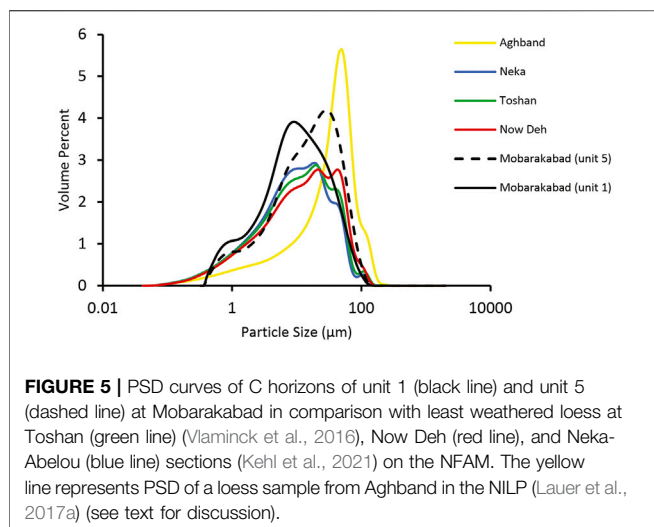 6
5
4
3
2
1
0
Volume Percent
0.01
1
100
10000
Particle Size (µm)
Aghband
Neka
Toshan
Now Deh
Mobarakabad (unit 5)
Mobarakabad (unit 1)
FIGURE 5 | PSD curves of C horizons of unit 1 (black line) and unit 5
(dashed line) at Mobarakabad in comparison with least weathered loess at
Toshan (green line) (Vlaminck et al., 2016), Now Deh (red line), and Neka-
Abelou (blue line) sections (Kehl et al., 2021) on the NFAM. The yellow
line represents PSD of a loess sample from Aghband in the NILP (Lauer et al.,
2017a) (see text for discussion).